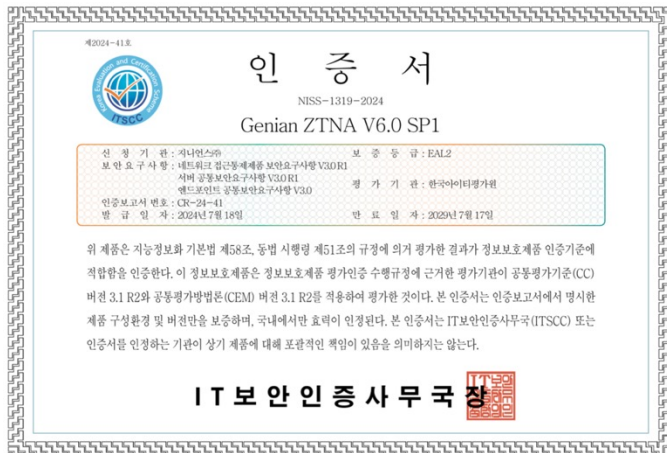 제2024-41호
Korea Evaluation and Certification Scheme
ITSCC
인 증 서
NISS-1319-2024
Genian ZTNA V6.0 SP1
신 청 기 관 : 지니언스㈜ 보 증 등 급 : EAL2
보 안 요 구 사 항 : 네트워크 접근통제제품 보안요구사항 V3.0 R1
서버 공통보안요구사항 V3.0 R1
엔드포인트 공통보안요구사항 V3.0
평 가 기 관 : 한국아이티평가원
인증보고서 번호 : CR-24-41
발 급 일 자 : 2024년 7월 18일 만 료 일 자 : 2029년 7월 17일
위 제품은 지능정보화 기본법 제58조, 동법 시행령 제51조의 규정에 의거 평가한 결과가 정보보호제품 인증기준에
적합함을 인증한다. 이 정보보호제품은 정보보호제품 평가인증 수행규정에 근거한 평가기관이 공통평가기준(CC)
버전 3.1 R2와 공통평가방법론(CEM) 버전 3.1 R2를 적용하여 평가한 것이다. 본 인증서는 인증보고서에서 명시한
제품 구성환경 및 버전만을 보증하며, 국내에서만 효력이 인정된다. 본 인증서는 IT보안인증사무국(ITSCC) 또는
인증서를 인정하는 기관이 상기 제품에 대해 포괄적인 책임이 있음을 의미하지는 않는다.
IT보안인증사무국장